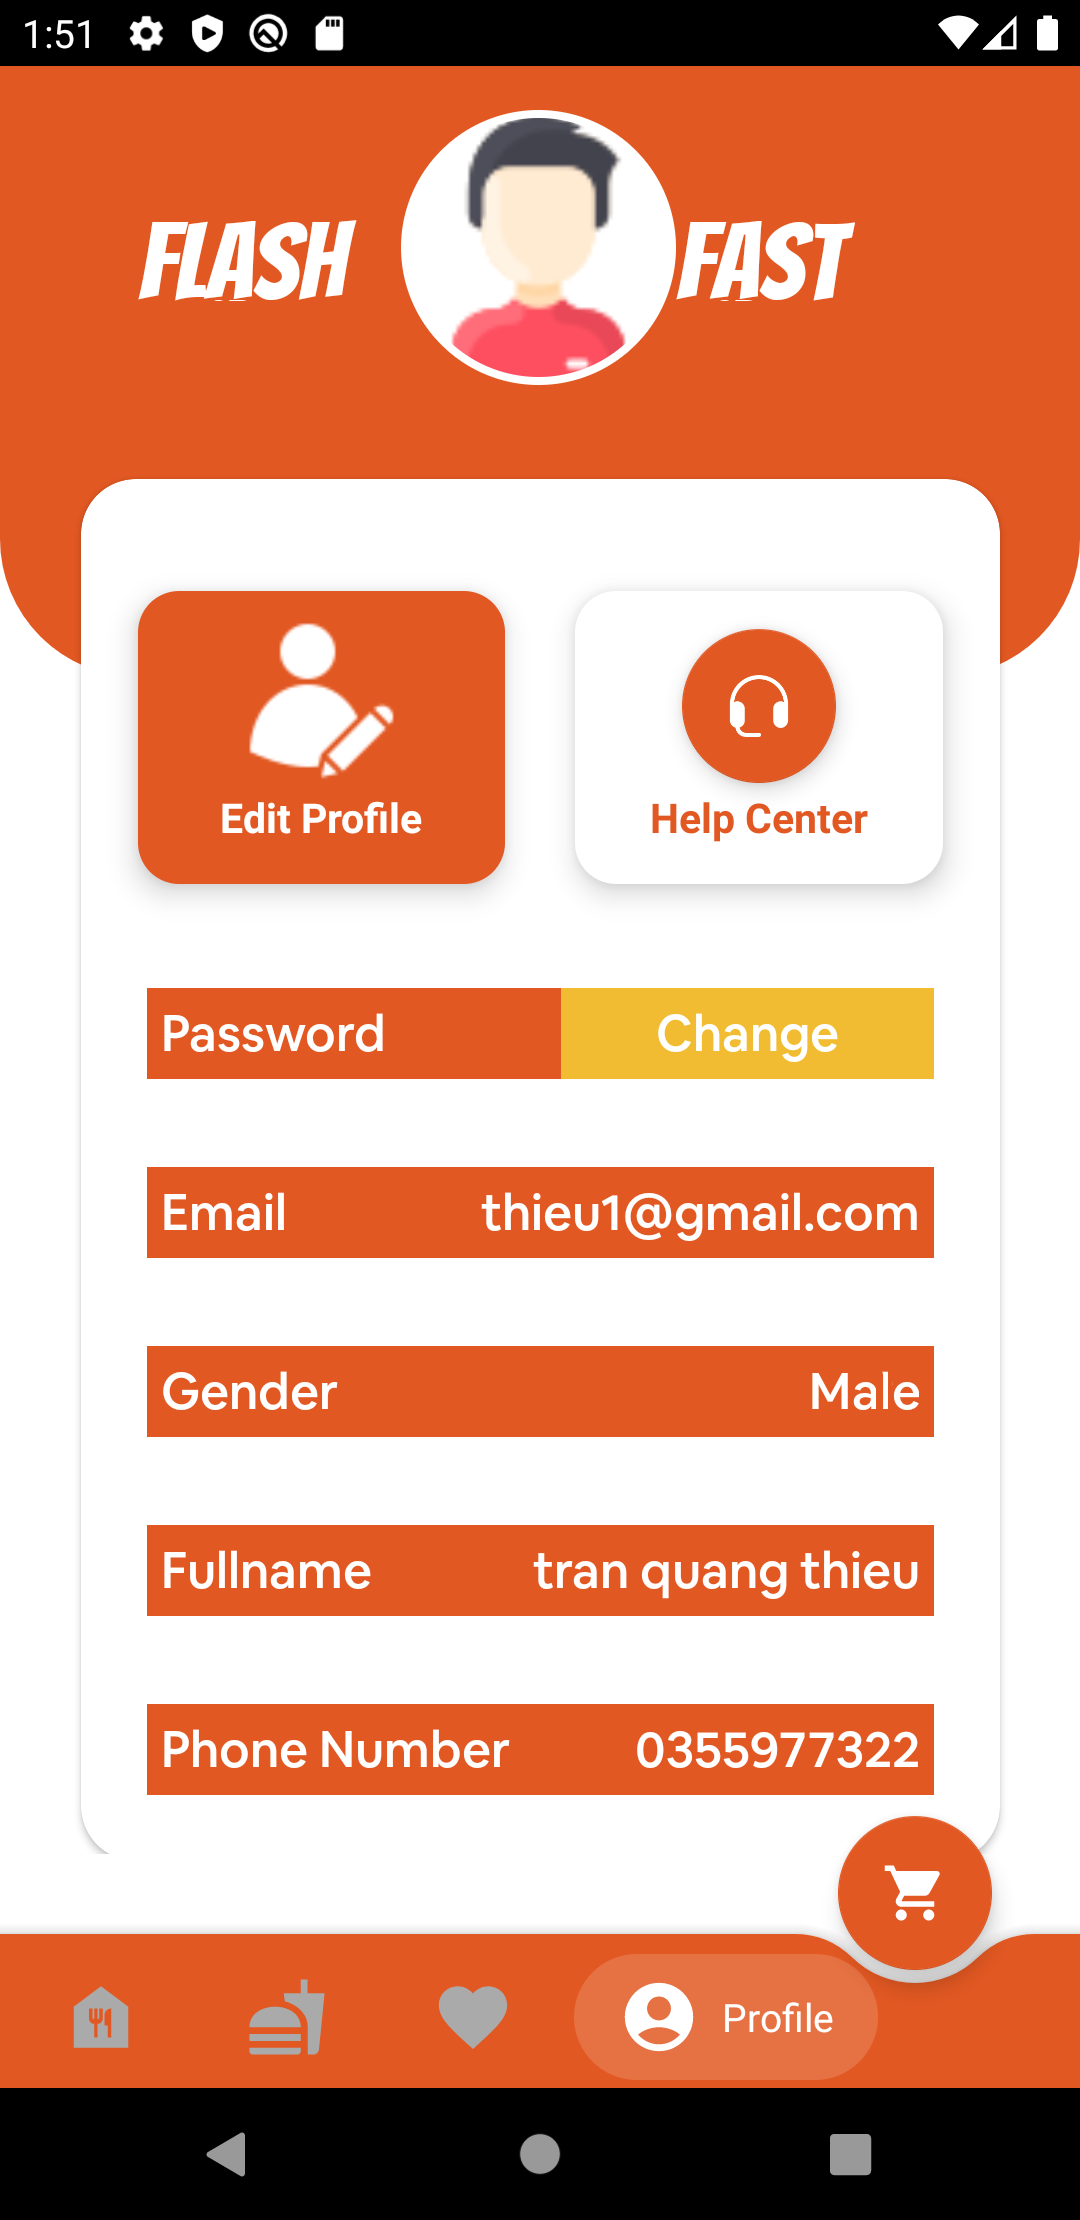 1:51
FLASH FAST
Edit Profile
Help Center
Password Change
Email thieu1@gmail.com
Gender Male
Fullname tran quang thieu
Phone Number 0355977322
Profile